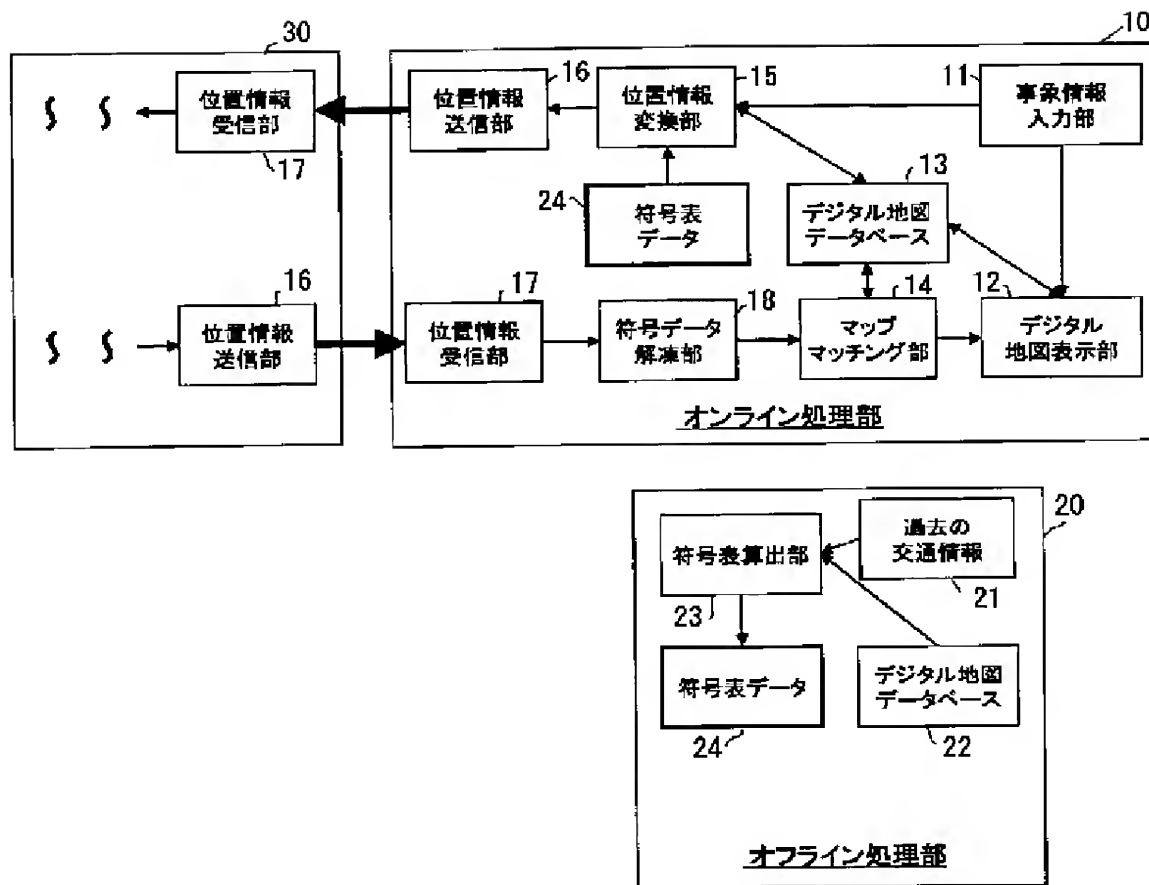 30
10
位置情報
受信部
17
16
位置情報
送信部
15
位置情報
変換部
11
事象情報
入力部
24
符号表
データ
13
デジタル地図
データベース
16
位置情報
送信部
17
位置情報
受信部
18
符号データ
解凍部
14
マップ
マッチング部
12
デジタル
地図表示部
オンライン処理部
20
符号表算出部
23
過去の
交通情報
21
符号表データ
24
デジタル地図
データベース
22
オフライン処理部